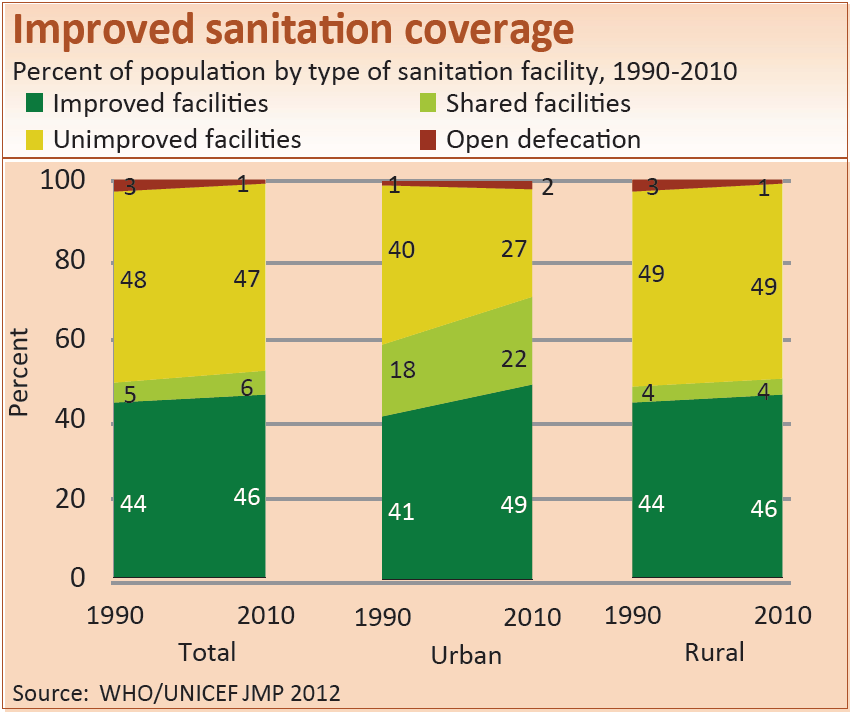 Improved sanitation coverage
Percent of population by type of sanitation facility, 1990-2010
Improved facilities Shared facilities
Unimproved facilities Open defecation
100 3 1 1 2 3 1
80 40 27
48 47 49 49
60
18 22
5 6 4 4
40
44 46 41 49 44 46
20
0
Percent
1990 2010 1990 2010 1990 2010
Total Urban Rural
Source: WHO/UNICEF JMP 2012